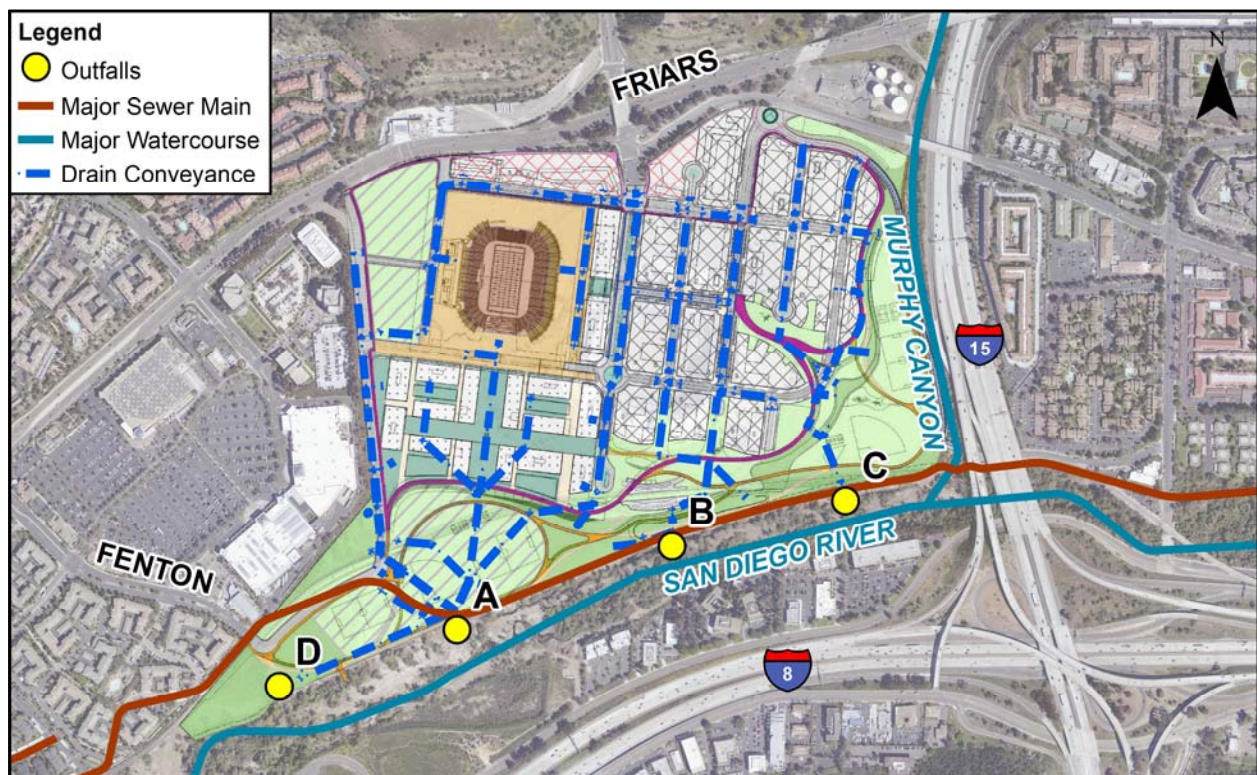 Legend
Outfalls
Major Sewer Main
Major Watercourse
Drain Conveyance
FRIARS
N
MURPHY CANYON
15
C
B
SAN DIEGO RIVER
FENTON
A
D
8